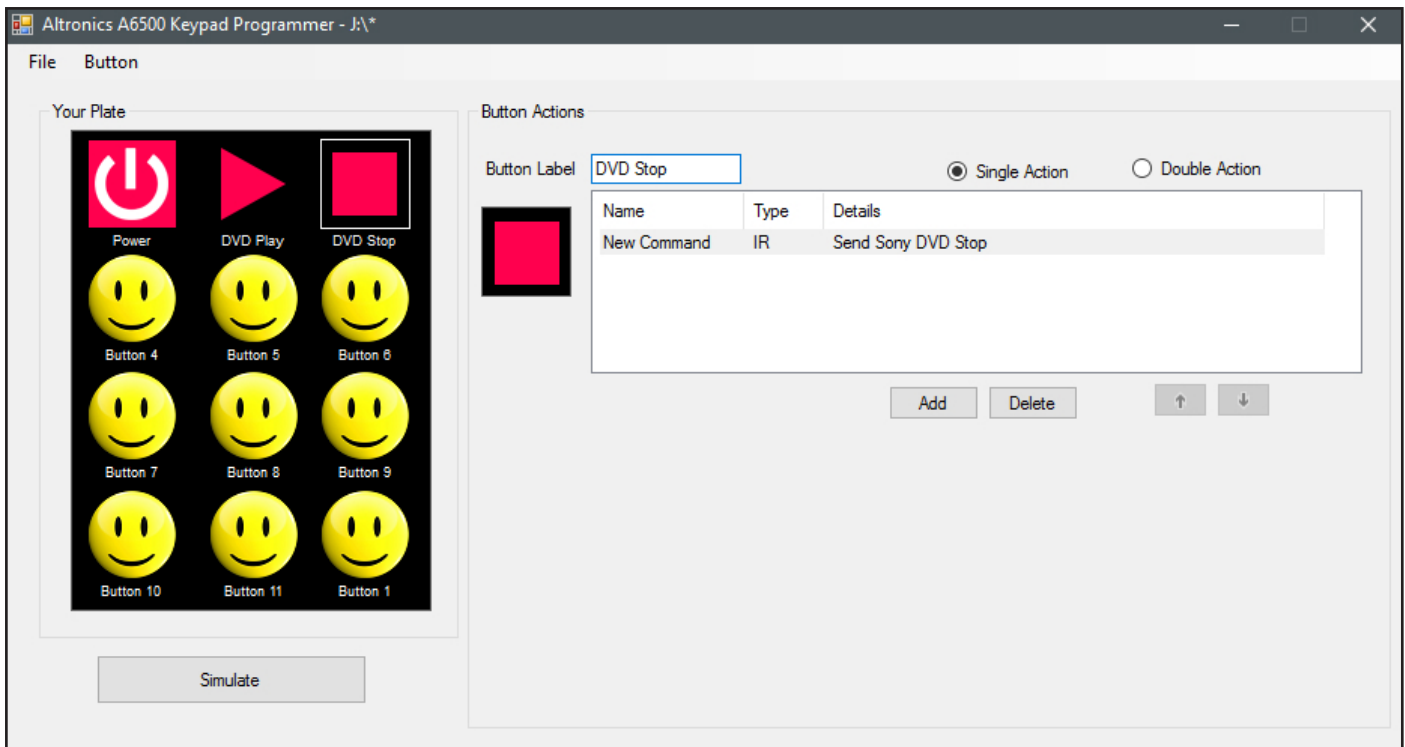 Altronics A6500 Keypad Programmer - J:\*
File Button
Your Plate
Power DVD Play DVD Stop
Button 4 Button 5 Button 6
Button 7 Button 8 Button 9
Button 10 Button 11 Button 1
Simulate
Button Actions
Button Label DVD Stop Single Action Double Action
Name Type Details
New Command IR Send Sony DVD Stop
Add Delete